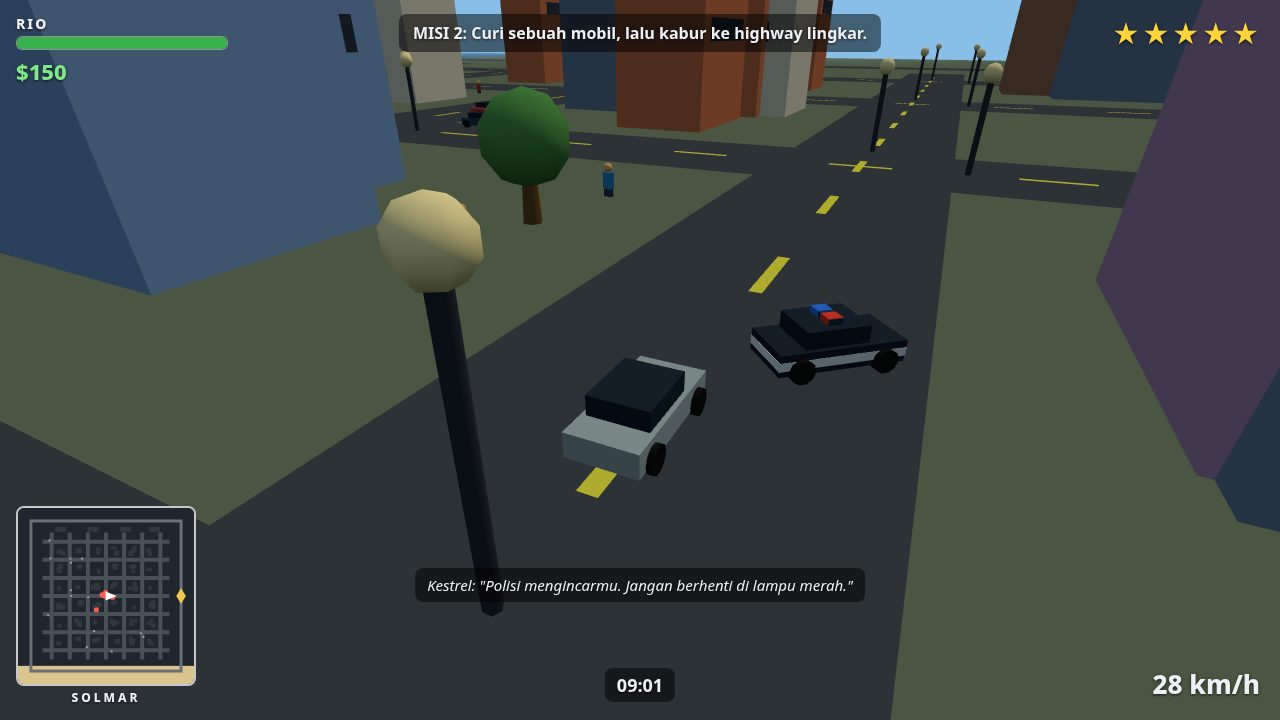 RIO
$150
MISI 2: Curi sebuah mobil, lalu kabur ke highway lingkar.
Kestrel: "Polisi mengincarmu. Jangan berhenti di lampu merah."
SOLMAR
09:01
28 km/h